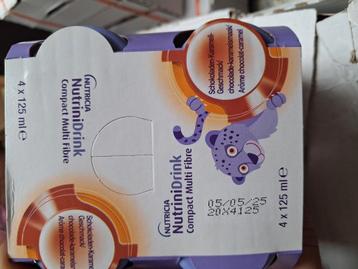 NUTRICIA
NutriniDrink
Compact Multi Fibre
4 x 125 ml ℮
Schokoladen-Karamell-
Geschmack/
chocolade-karamelsmaak/
Arôme chocolat-caramel
NUTRICIA
NutriniDrink
Compact Multi Fibre
05/05/25
20X4125
4 x 125 ml ℮
Schokoladen-Karamell-
Geschmack/
chocolade-karamelsmaak/
Arôme chocolat-caramel